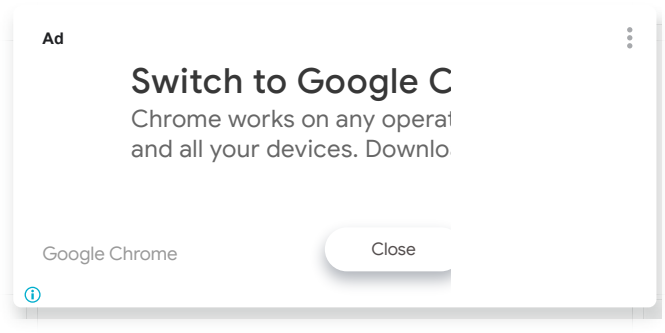 Ad
Switch to Google C
Chrome works on any operat
and all your devices. Downlo
Google Chrome
Close